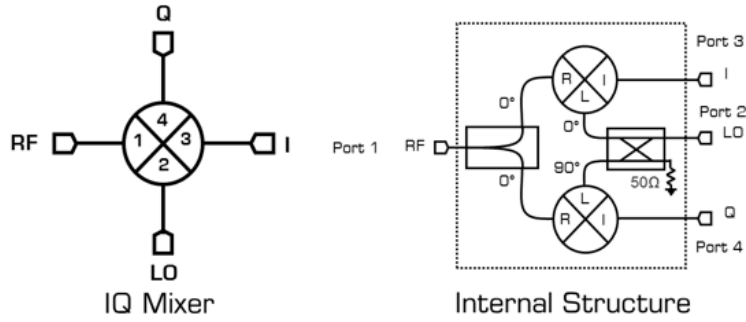 Q
RF
4
1
3
2
I
LO
IQ Mixer
Port 3
R
I
L
I
0°
0°
Port 2
LO
Port 1
RF
90°
50Ω
0°
L
R
I
Q
Port 4
Internal Structure